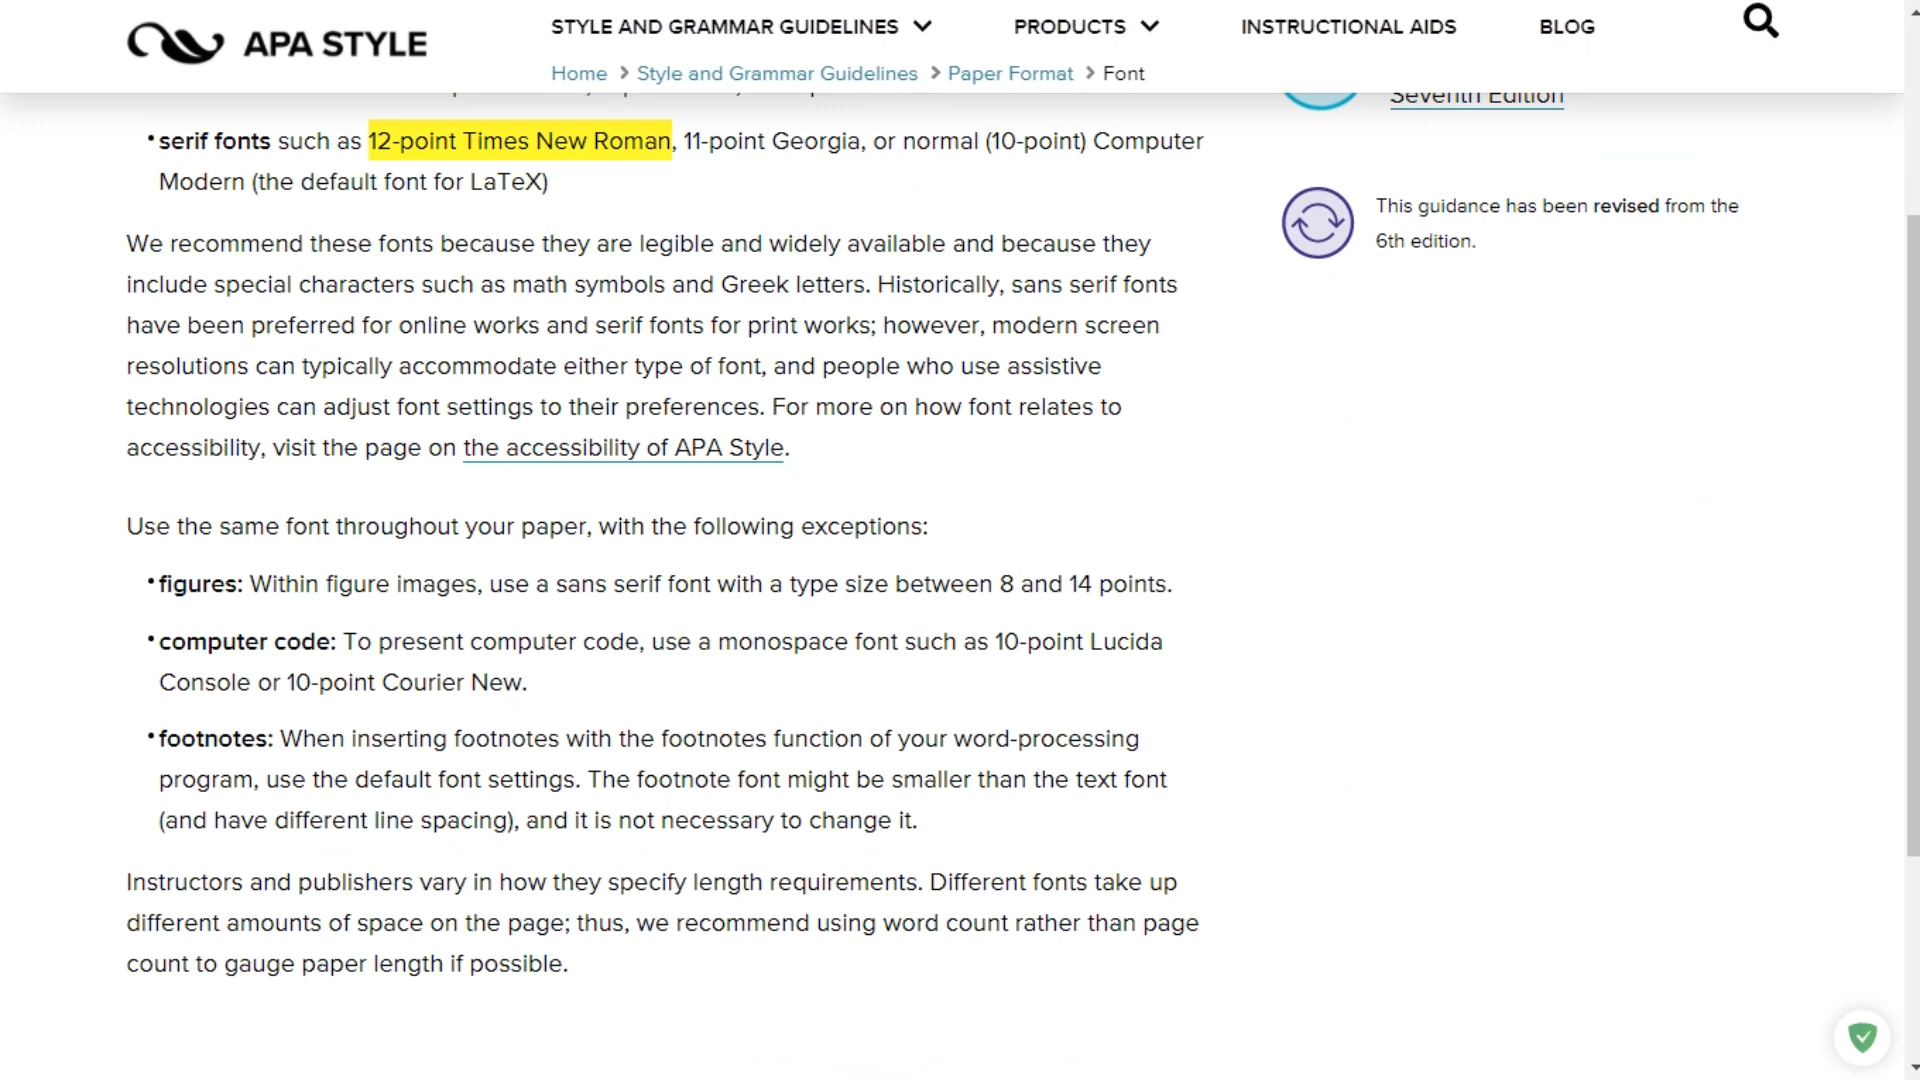 APA STYLE
STYLE AND GRAMMAR GUIDELINES
PRODUCTS
INSTRUCTIONAL AIDS
BLOG
Home > Style and Grammar Guidelines > Paper Format > Font
Seventh Edition
• serif fonts such as 12-point Times New Roman, 11-point Georgia, or normal (10-point) Computer
Modern (the default font for LaTeX)
This guidance has been revised from the
6th edition.
We recommend these fonts because they are legible and widely available and because they
include special characters such as math symbols and Greek letters. Historically, sans serif fonts
have been preferred for online works and serif fonts for print works; however, modern screen
resolutions can typically accommodate either type of font, and people who use assistive
technologies can adjust font settings to their preferences. For more on how font relates to
accessibility, visit the page on the accessibility of APA Style.
Use the same font throughout your paper, with the following exceptions:
• figures: Within figure images, use a sans serif font with a type size between 8 and 14 points.
• computer code: To present computer code, use a monospace font such as 10-point Lucida
Console or 10-point Courier New.
• footnotes: When inserting footnotes with the footnotes function of your word-processing
program, use the default font settings. The footnote font might be smaller than the text font
(and have different line spacing), and it is not necessary to change it.
Instructors and publishers vary in how they specify length requirements. Different fonts take up
different amounts of space on the page; thus, we recommend using word count rather than page
count to gauge paper length if possible.